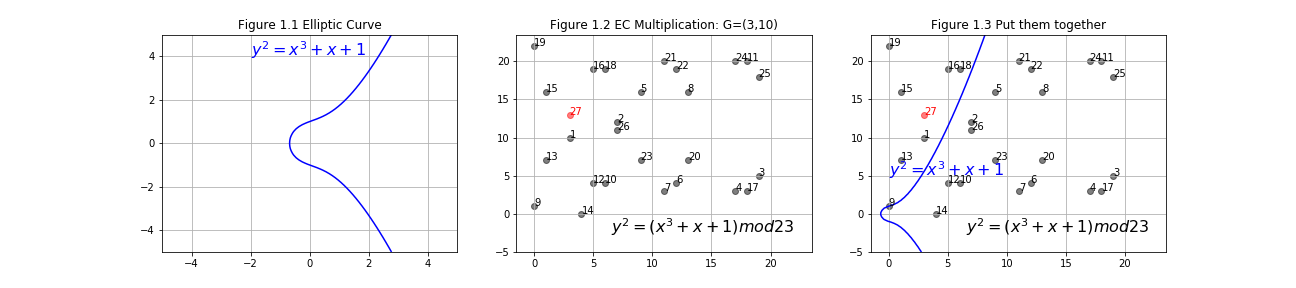 Figure 1.1 Elliptic Curve
y² = x³ + x + 1
4
2
0
−2
−4
−4 −2 0 2 4
Figure 1.2 EC Multiplication: G=(3,10)
20
15
10
5
0
−5
0 5 10 15 20
19
21 24 11
16 18 22
25
15 5 8
27
2
26
1
13 23 20
3
12 10 6
7 4 17
9
14
y² = (x³ + x + 1)mod23
Figure 1.3 Put them together
20
15
10
5
0
−5
0 5 10 15 20
19
21 24 11
16 18 22
25
15 5 8
27
2
26
1
13 23 20
y² = x³ + x + 1
3
12 10 6
7 4 17
9
14
y² = (x³ + x + 1)mod23